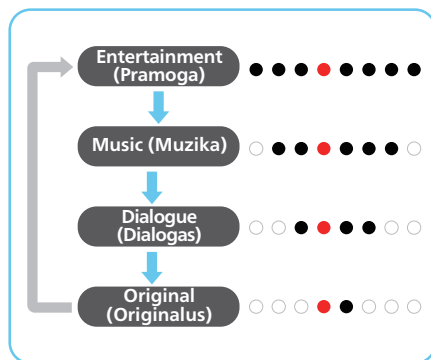 Entertainment
(Pramoga)
Music (Muzika)
Dialogue
(Dialogas)
Original
(Originalus)